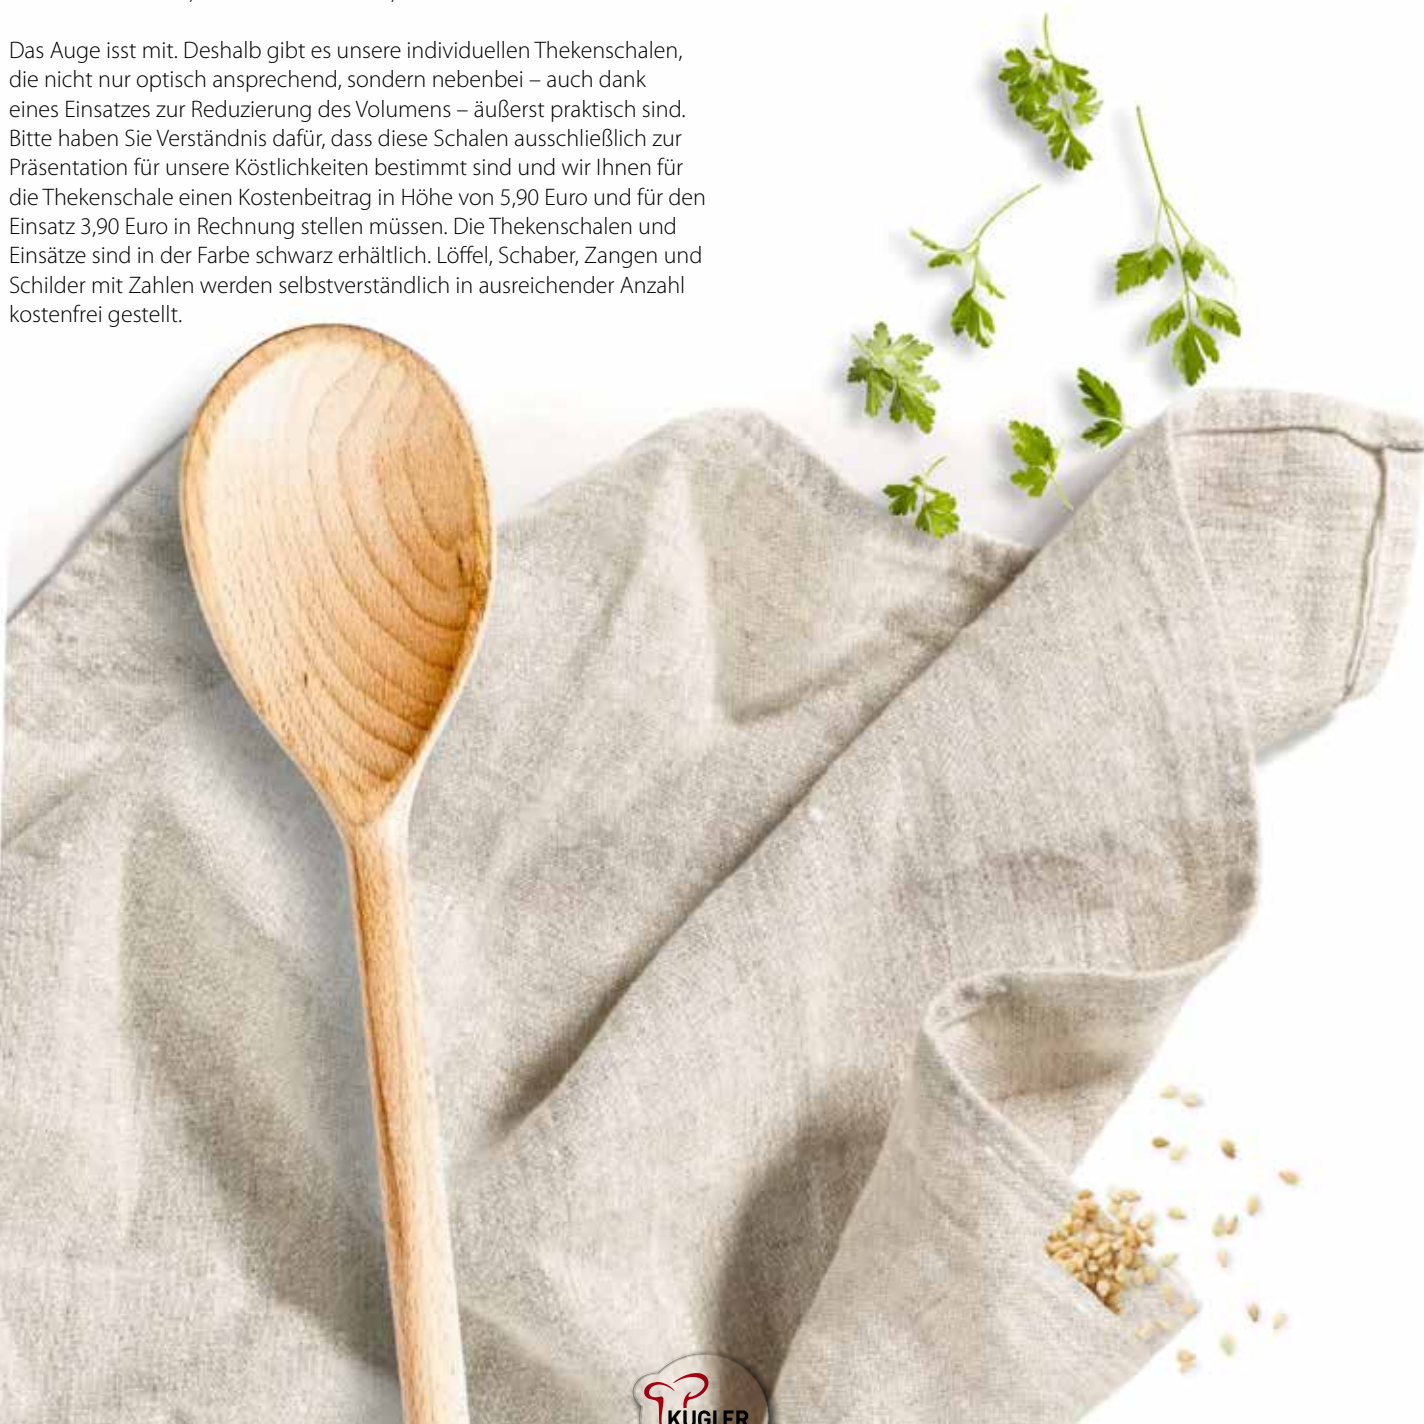 Das Auge isst mit. Deshalb gibt es unsere individuellen Thekenschalen,
die nicht nur optisch ansprechend, sondern nebenbei – auch dank
eines Einsatzes zur Reduzierung des Volumens – äußerst praktisch sind.
Bitte haben Sie Verständnis dafür, dass diese Schalen ausschließlich zur
Präsentation für unsere Köstlichkeiten bestimmt sind und wir Ihnen für
die Thekenschale einen Kostenbeitrag in Höhe von 5,90 Euro und für den
Einsatz 3,90 Euro in Rechnung stellen müssen. Die Thekenschalen und
Einsätze sind in der Farbe schwarz erhältlich. Löffel, Schaber, Zangen und
Schilder mit Zahlen werden selbstverständlich in ausreichender Anzahl
kostenfrei gestellt.
KUGLER